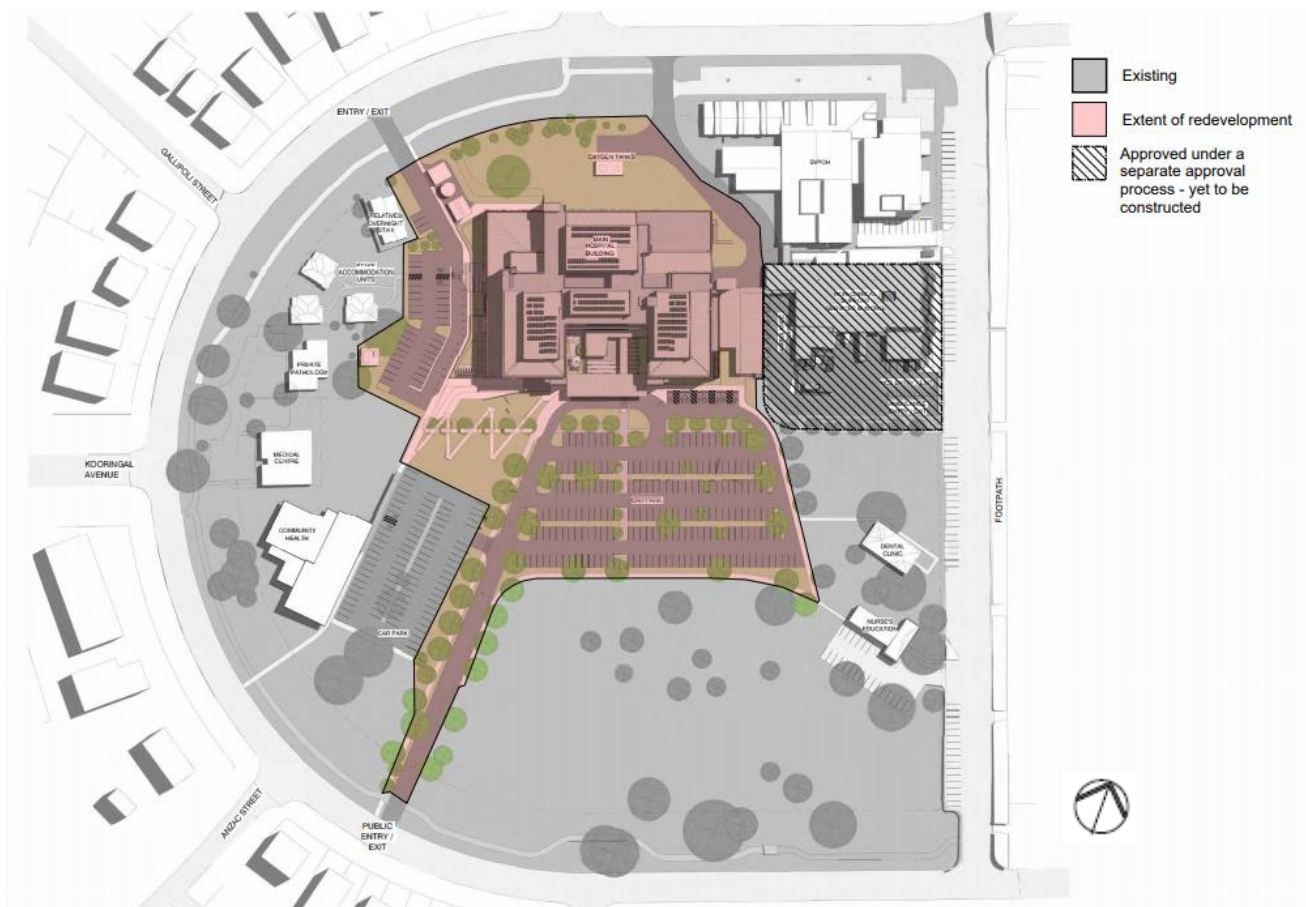 Existing
Extent of redevelopment
Approved under a
separate approval
process - yet to be
constructed
ENTRY / EXIT
GALLIPOLI STREET
OXYGEN TANKS
SVPCH
RELATIVES
OVERNIGHT
STAY
MAIN
HOSPITAL
BUILDING
ACCOMMODATION
UNITS
PRIVATE
PATHOLOGY
KOORINGAL
AVENUE
MEDICAL
CENTRE
COMMUNITY
HEALTH
FOOTPATH
DENTAL
CLINIC
NURSE'S
EDUCATION
CAR PARK
ANZAC STREET
PUBLIC
ENTRY /
EXIT